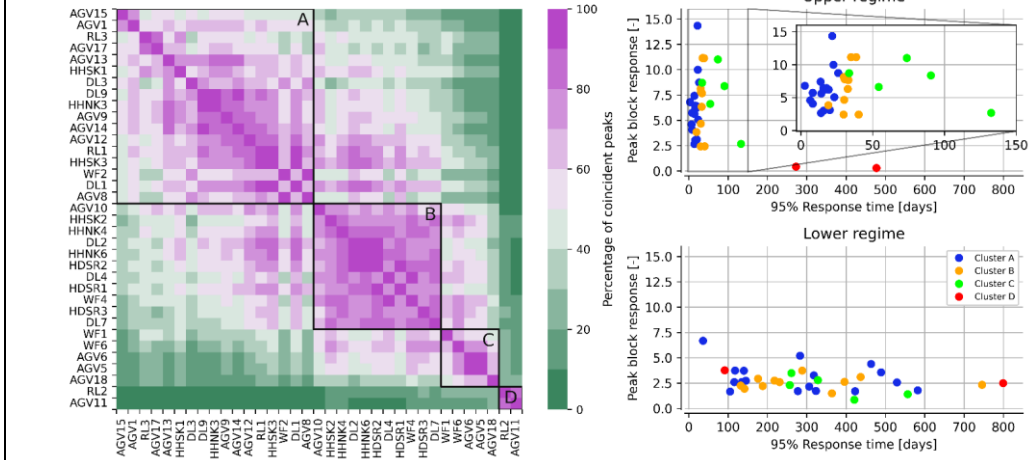 AGV15
AGV1
RL3
AGV17
AGV13
HHSK1
DL3
DL9
HHNK3
AGV9
AGV14
AGV12
RL1
HHSK3
WF2
DL1
AGV8
AGV10
HHSK2
HHNK4
DL2
HHNK6
HDSR2
DL4
HDSR1
WF4
HDSR3
DL7
WF1
WF6
AGV6
AGV5
AGV18
RL2
AGV11
A
B
C
D
AGV15 AGV1 RL3 AGV17 AGV13 HHSK1 DL3 DL9 HHNK3 AGV9 AGV14 AGV12 RL1 HHSK3 WF2 DL1 AGV8 AGV10 HHSK2 HHNK4 DL2 HHNK6 HDSR2 DL4 HDSR1 WF4 HDSR3 DL7 WF1 WF6 AGV6 AGV5 AGV18 RL2 AGV11
100
80
60
40
20
0
Percentage of coincident peaks
Upper regime
Peak block response [-]
15.0
12.5
10.0
7.5
5.0
2.5
0.0
15
10
5
0
0 50 100 150
0 100 200 300 400 500 600 700 800
95% Response time [days]
Lower regime
Peak block response [-]
15.0
12.5
10.0
7.5
5.0
2.5
0.0
Cluster A
Cluster B
Cluster C
Cluster D
0 100 200 300 400 500 600 700 800
95% Response time [days]